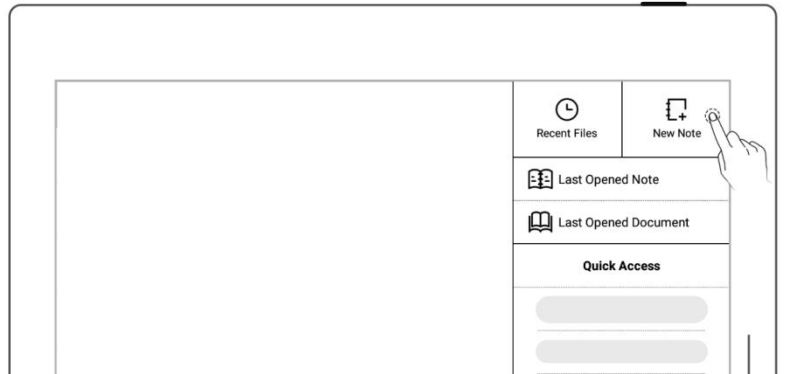 Recent Files
New Note
Last Opened Note
Last Opened Document
Quick Access